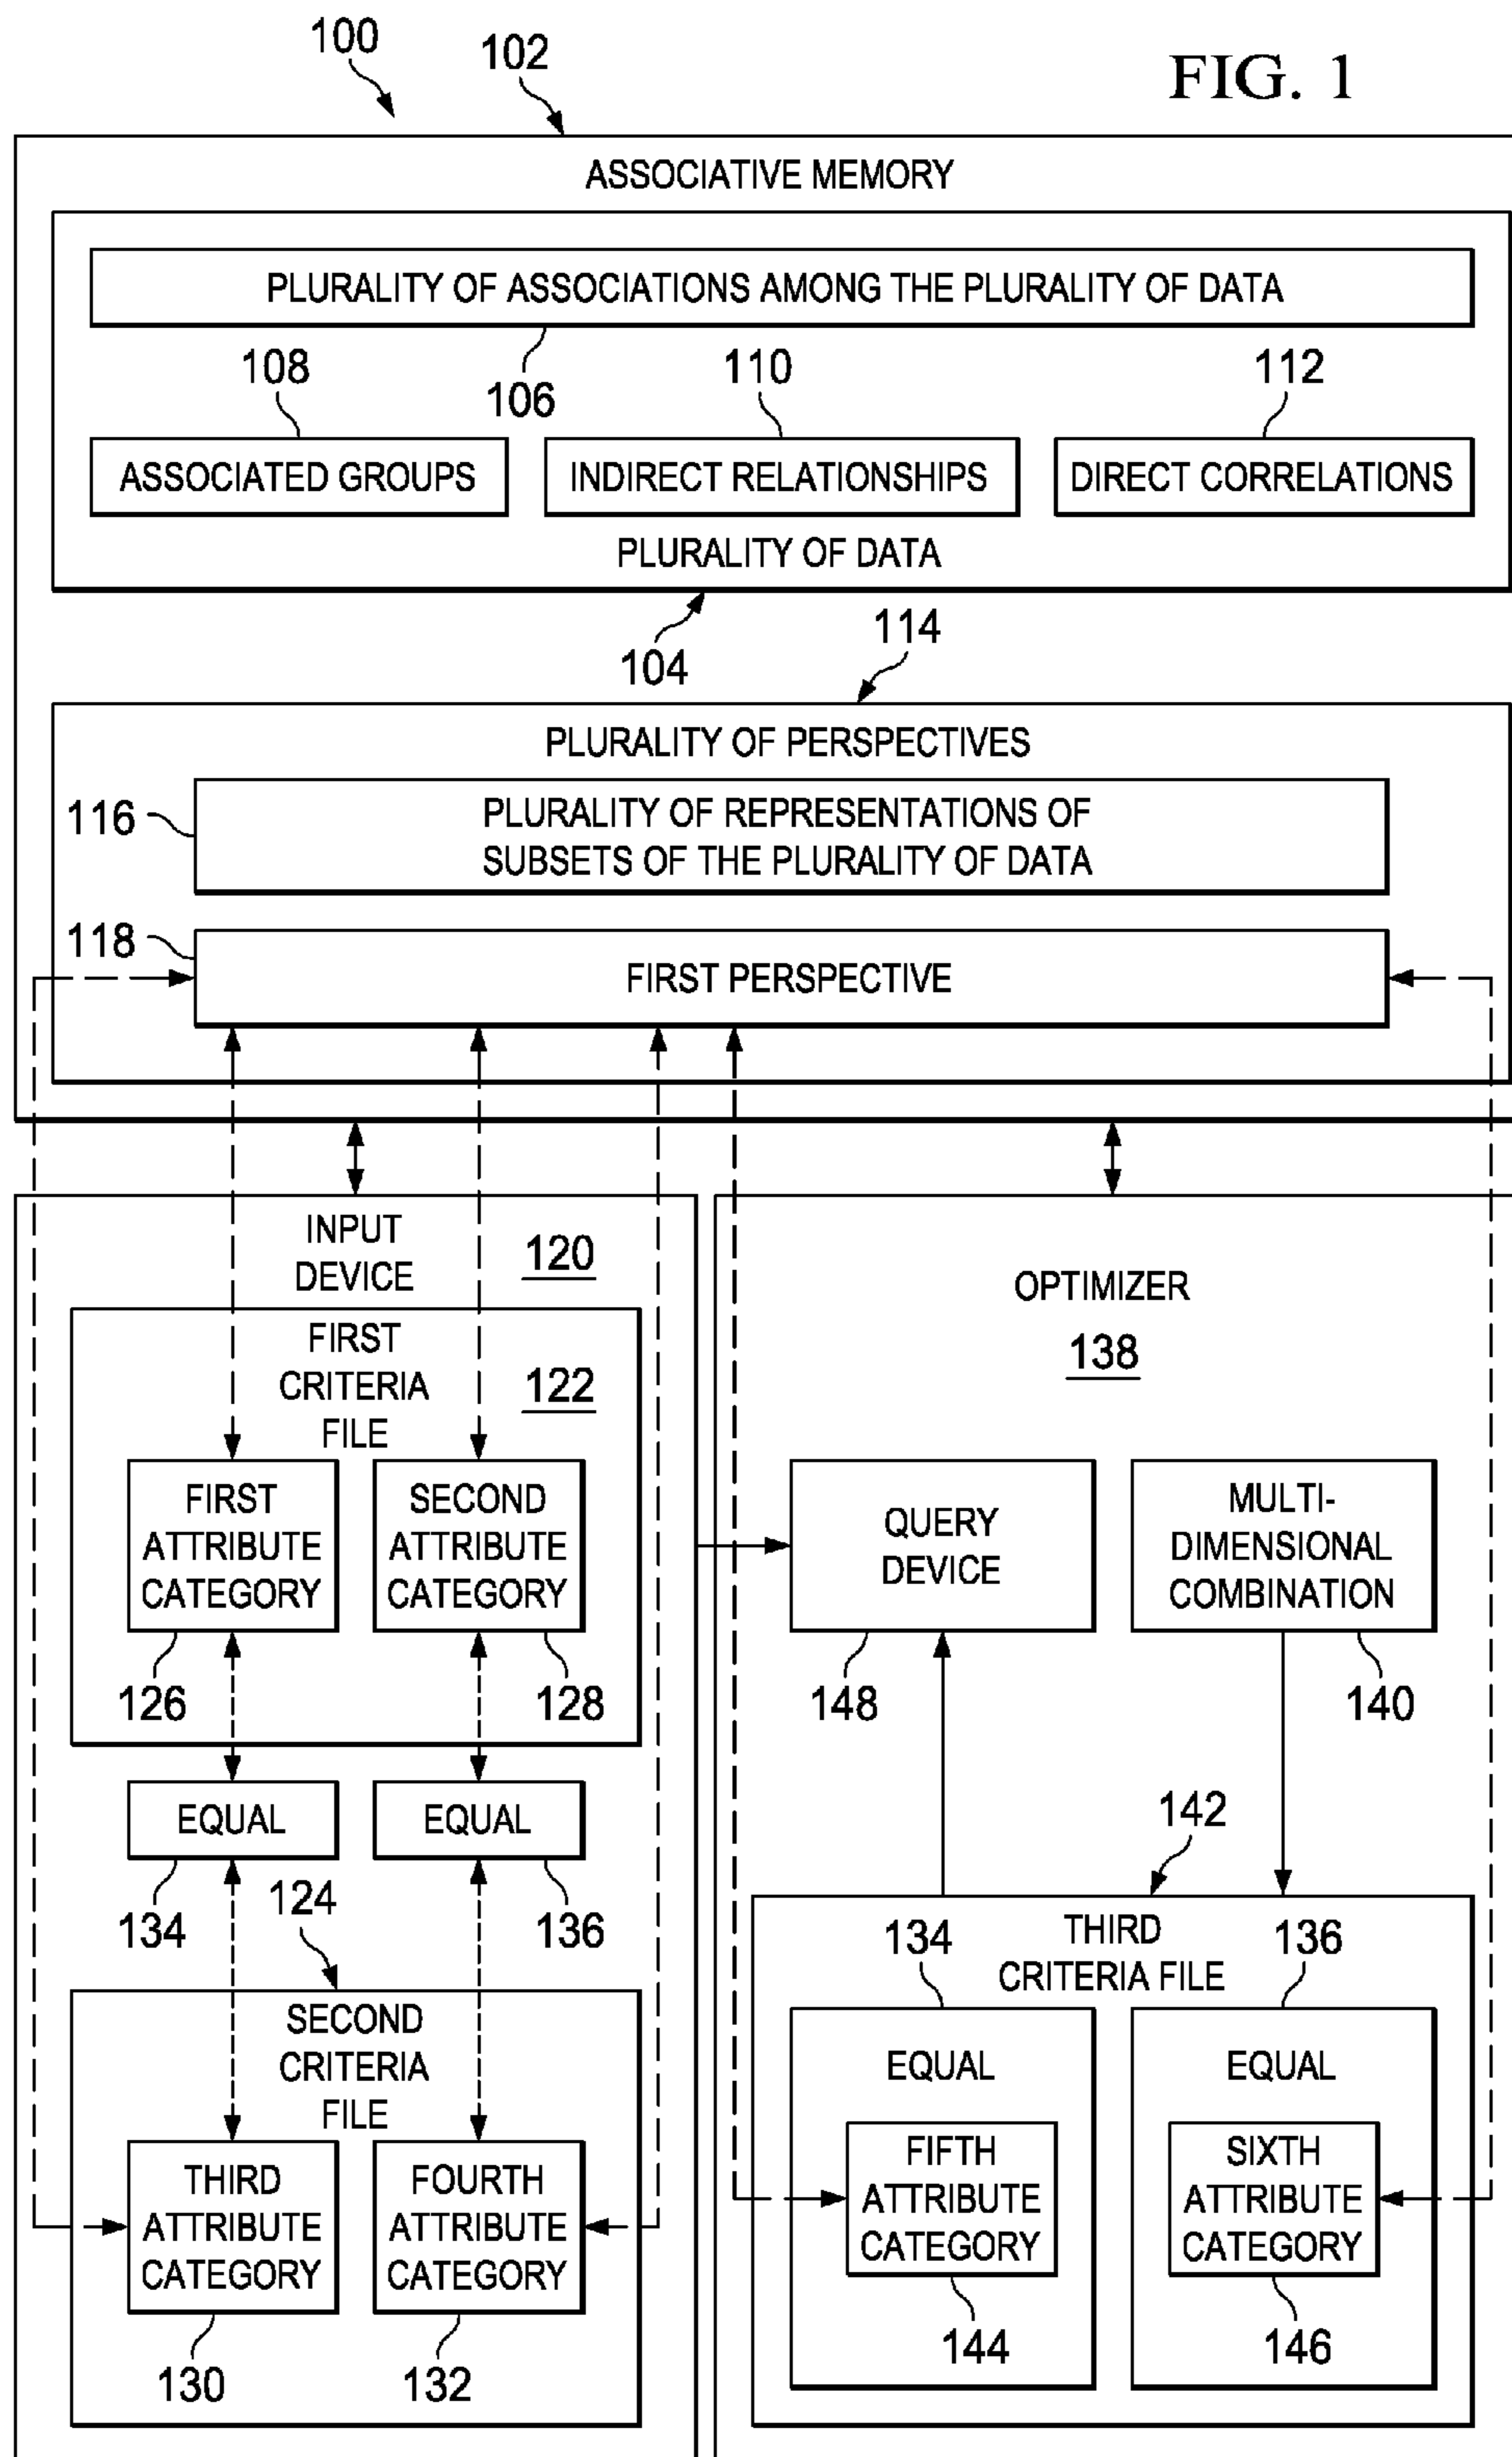 100
102
FIG. 1
ASSOCIATIVE MEMORY
PLURALITY OF ASSOCIATIONS AMONG THE PLURALITY OF DATA
108
106
110
112
ASSOCIATED GROUPS
INDIRECT RELATIONSHIPS
DIRECT CORRELATIONS
PLURALITY OF DATA
104
114
PLURALITY OF PERSPECTIVES
116
PLURALITY OF REPRESENTATIONS OF
SUBSETS OF THE PLURALITY OF DATA
118
FIRST PERSPECTIVE
INPUT
DEVICE
120
FIRST
CRITERIA
FILE
122
FIRST
ATTRIBUTE
CATEGORY
SECOND
ATTRIBUTE
CATEGORY
126
128
EQUAL
EQUAL
134
124
136
SECOND
CRITERIA
FILE
THIRD
ATTRIBUTE
CATEGORY
FOURTH
ATTRIBUTE
CATEGORY
130
132
OPTIMIZER
138
QUERY
DEVICE
MULTI-
DIMENSIONAL
COMBINATION
148
140
142
134
THIRD
CRITERIA FILE
136
EQUAL
EQUAL
FIFTH
ATTRIBUTE
CATEGORY
SIXTH
ATTRIBUTE
CATEGORY
144
146